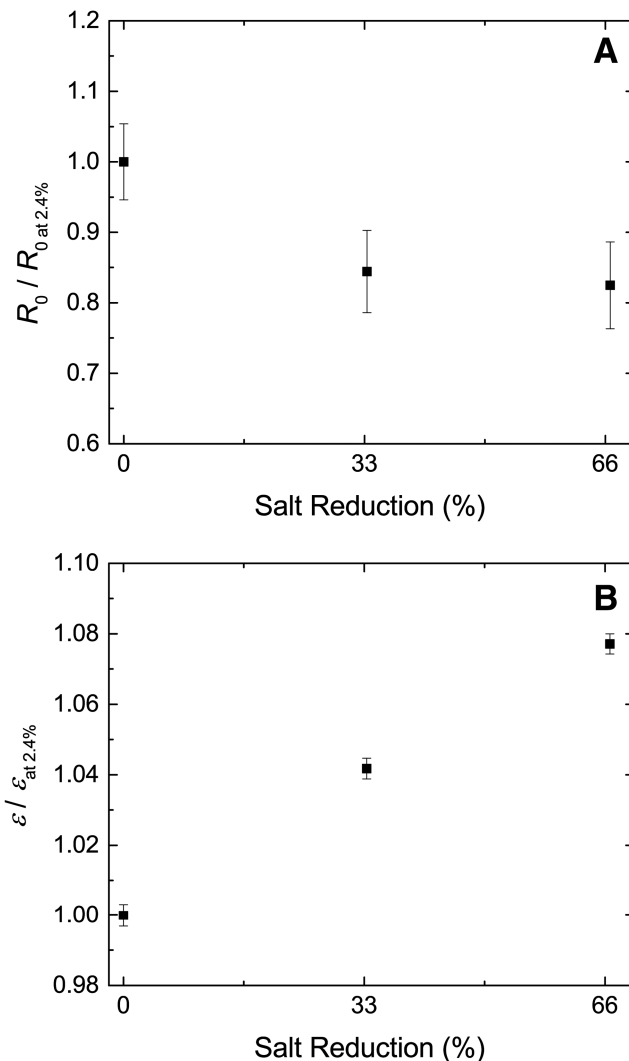 A
1.2
1.1
1.0
0.9
0.8
0.7
0.6
R0 / R0 at 2.4%
0 33 66
Salt Reduction (%)
B
1.10
1.08
1.06
1.04
1.02
1.00
0.98
ε / εat 2.4%
0 33 66
Salt Reduction (%)